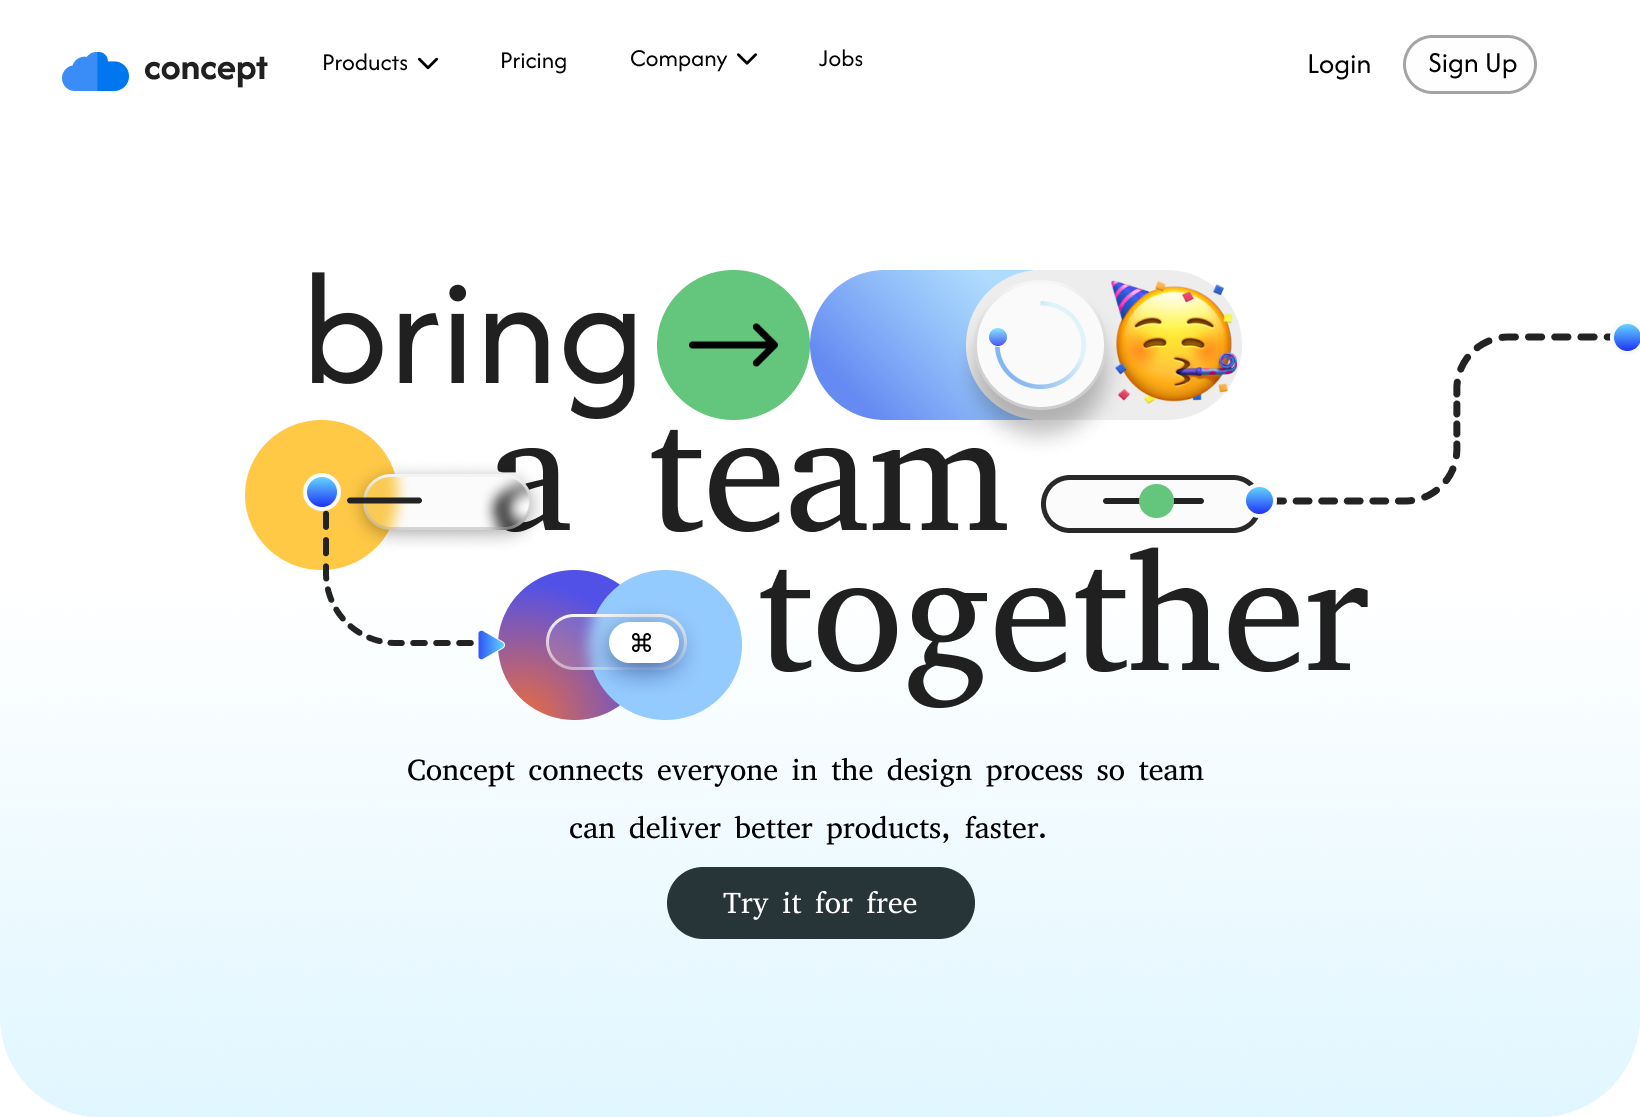 concept Products Pricing Company Jobs Login Sign Up
bring
a team
together
Concept connects everyone in the design process so team
can deliver better products, faster.
Try it for free